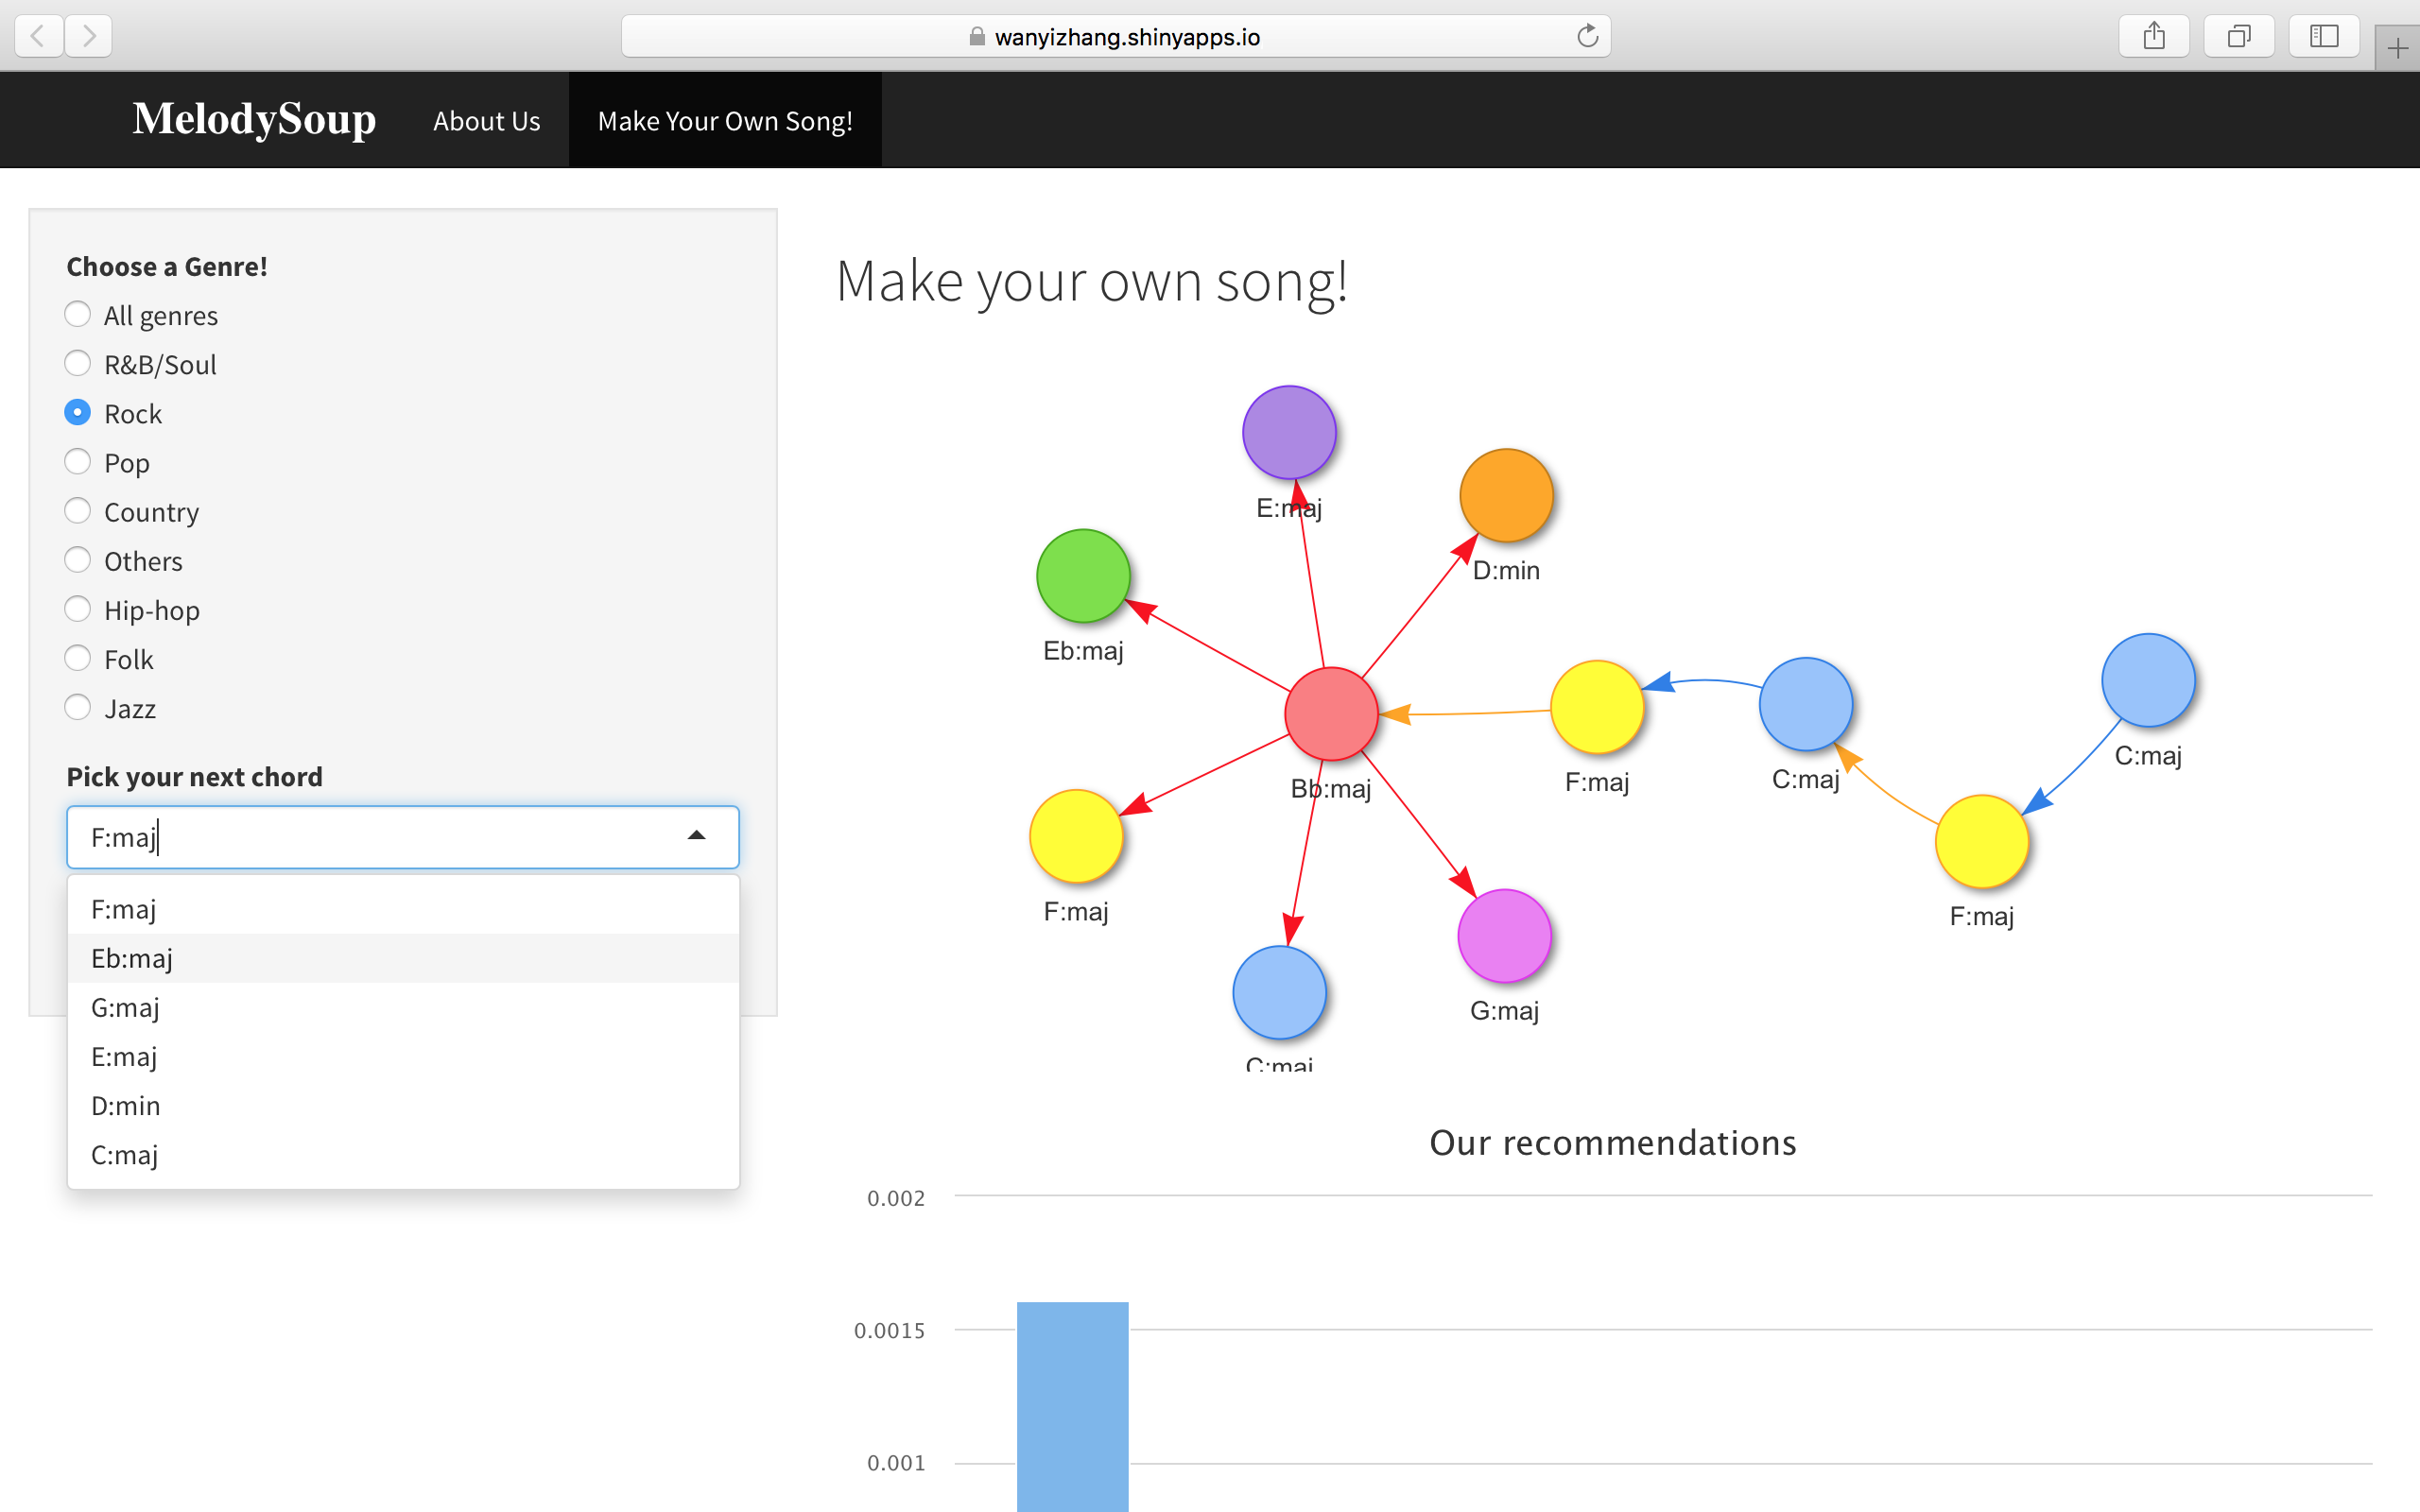 wanyizhang.shinyapps.io
MelodySoup
About Us
Make Your Own Song!
Choose a Genre!
All genres
R&B/Soul
Rock
Pop
Country
Others
Hip-hop
Folk
Jazz
Pick your next chord
F:maj
F:maj
Eb:maj
G:maj
E:maj
D:min
C:maj
Make your own song!
E:maj
D:min
Eb:maj
Bb:maj
F:maj
C:maj
C:maj
F:maj
F:maj
G:maj
C:maj
Our recommendations
0.002
0.0015
0.001